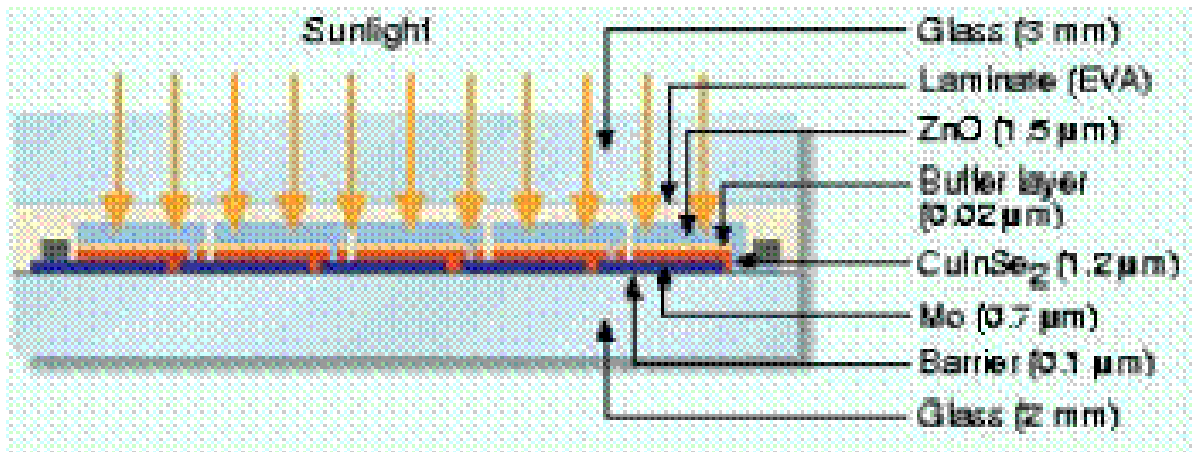 Sunlight
Glass (3 mm)
Laminate (EVA)
ZnO (1.5 µm)
Buffer layer
(0.02 µm)
CuInSe₂ (1.2 µm)
Mo (0.7 µm)
Barrier (0.1 µm)
Glass (2 mm)